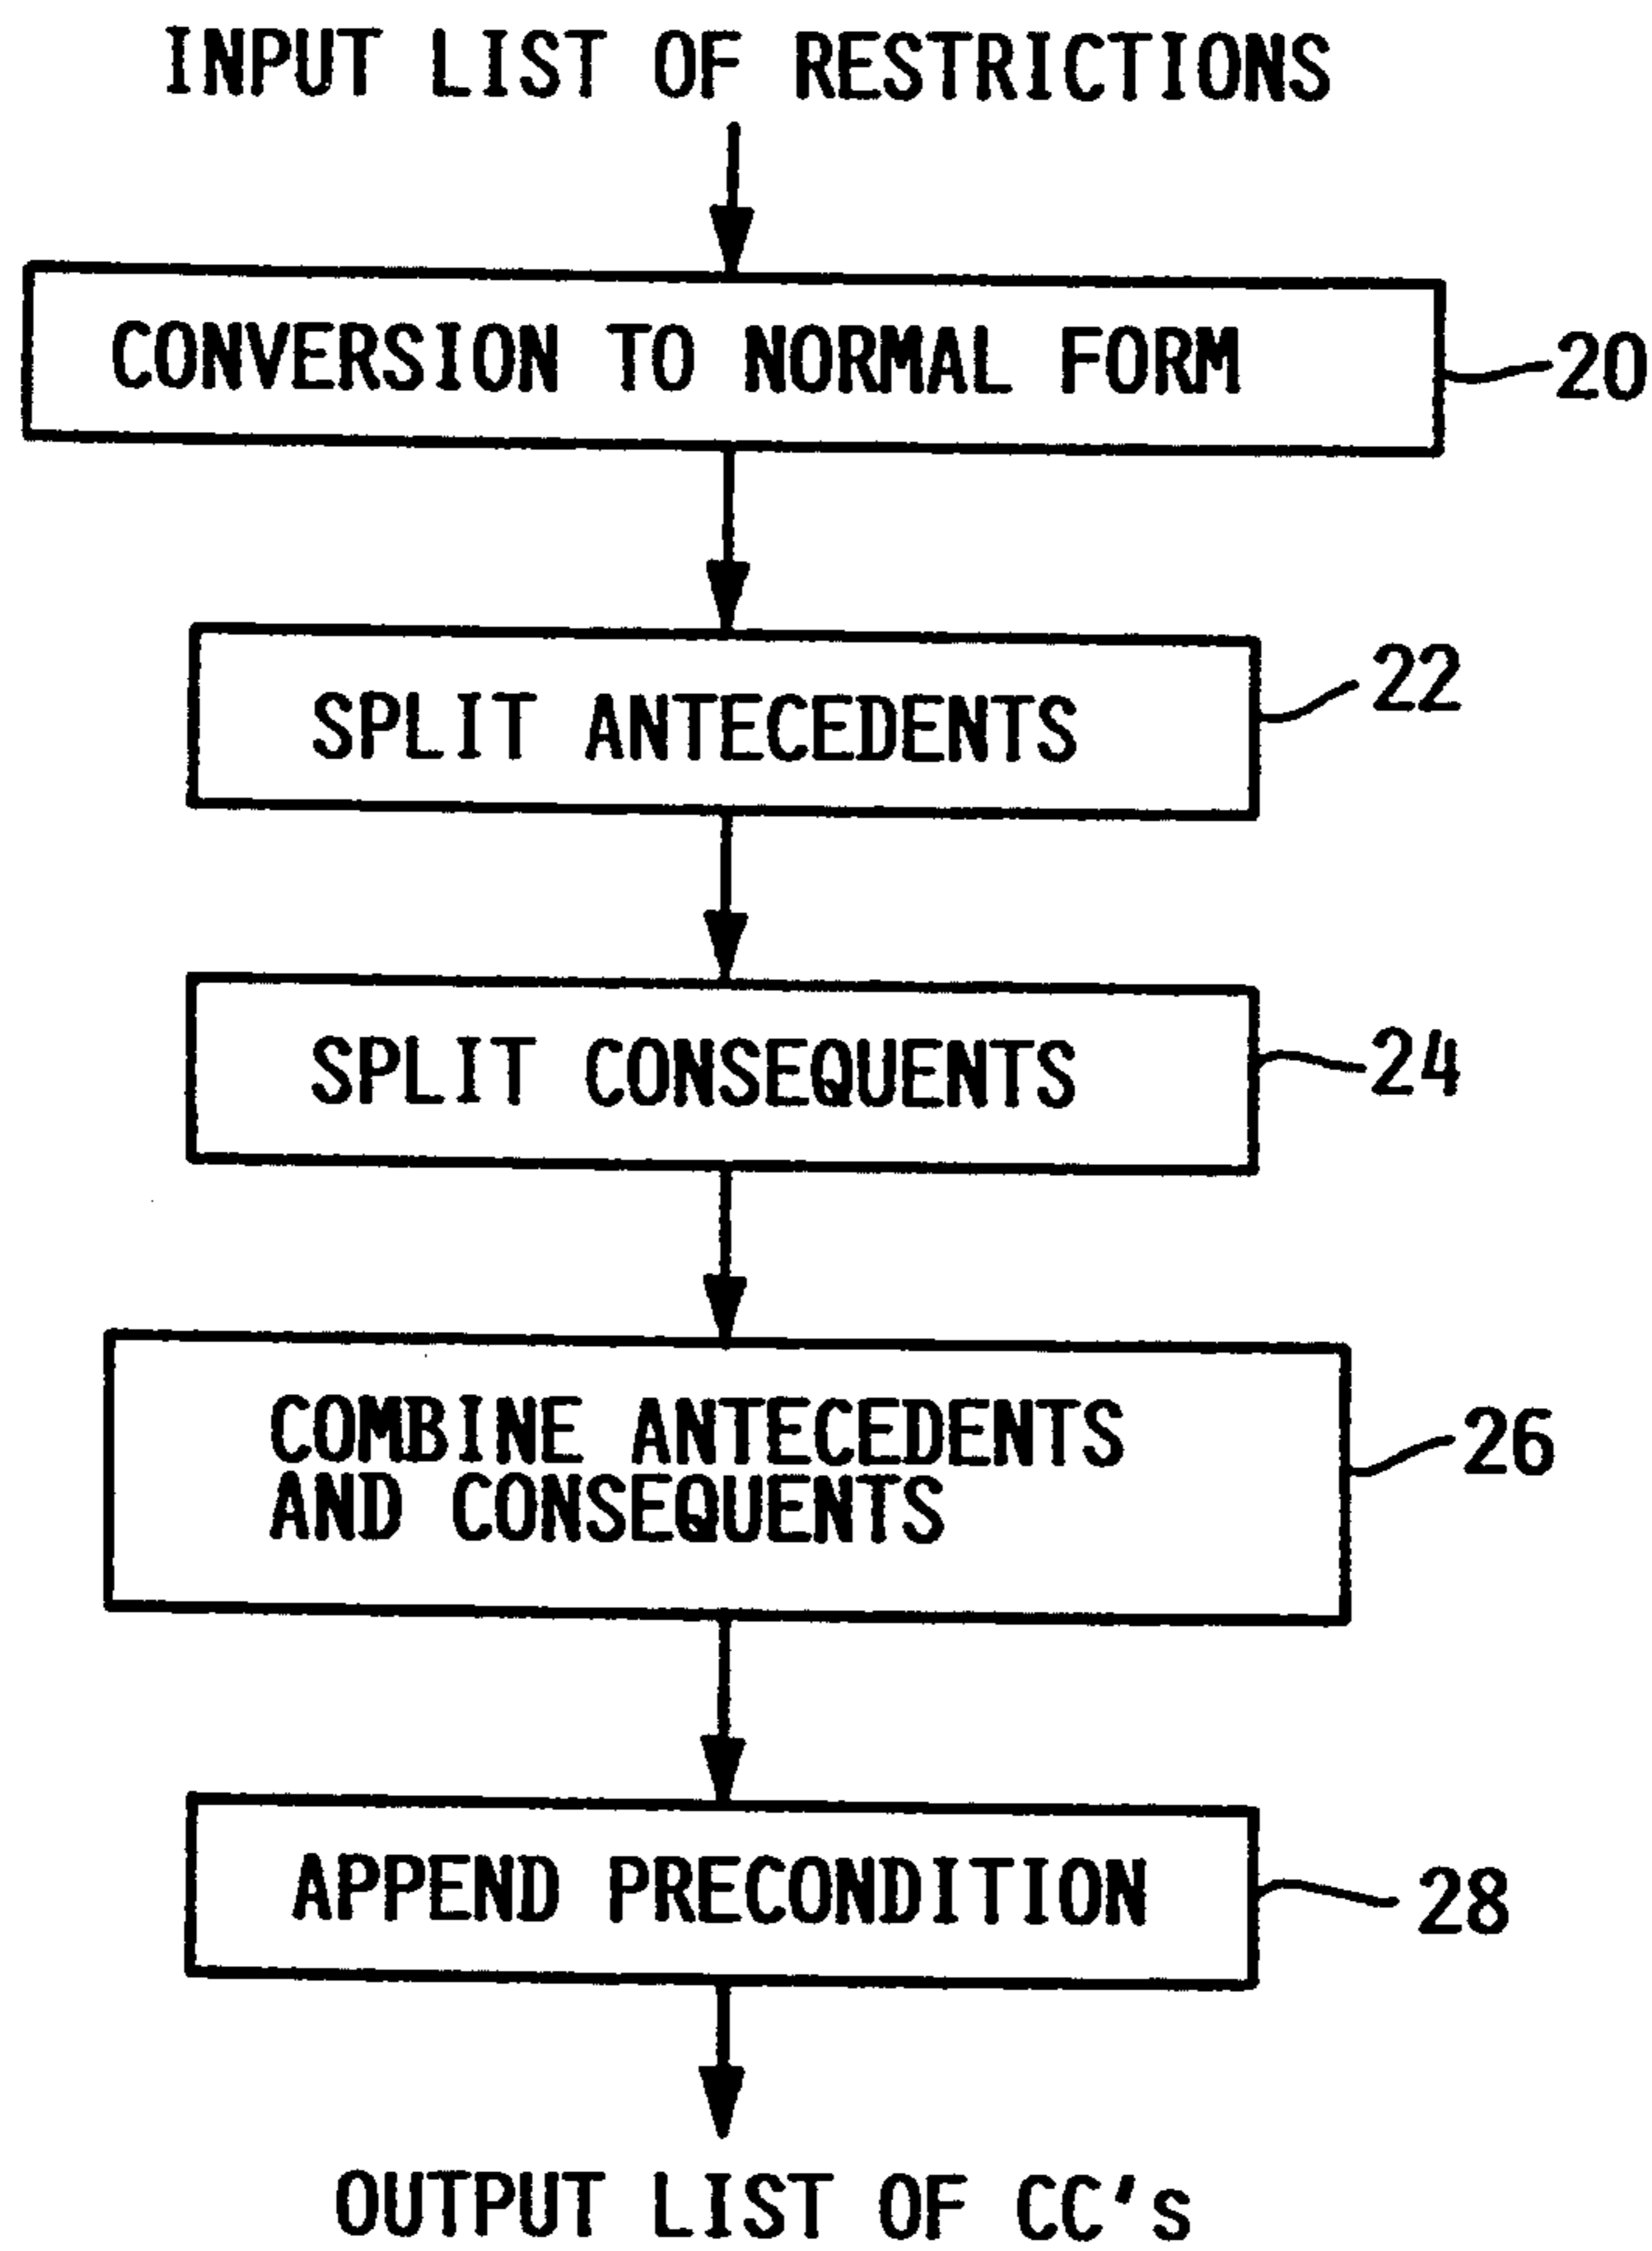 INPUT LIST OF RESTRICTIONS
CONVERSION TO NORMAL FORM
20
SPLIT ANTECEDENTS
22
SPLIT CONSEQUENTS
24
COMBINE ANTECEDENTS
AND CONSEQUENTS
26
APPEND PRECONDITION
28
OUTPUT LIST OF CC's